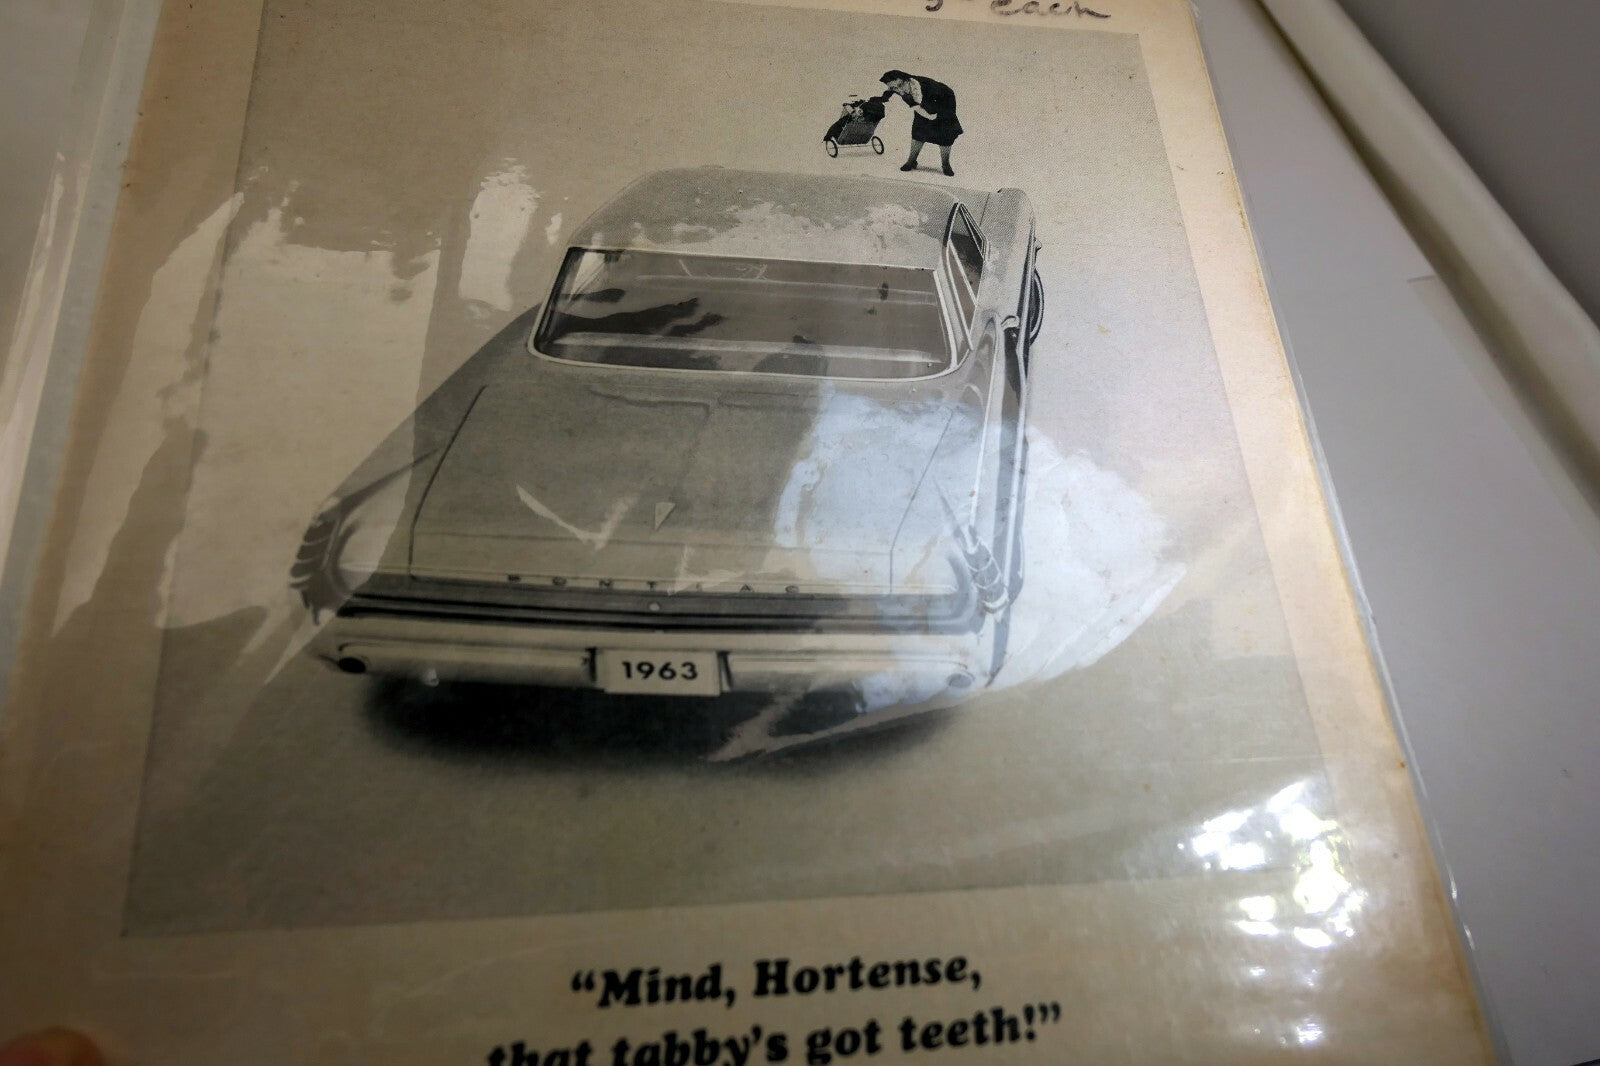 each
PONTIAC
1963
“Mind, Hortense,
that tabby’s got teeth!”